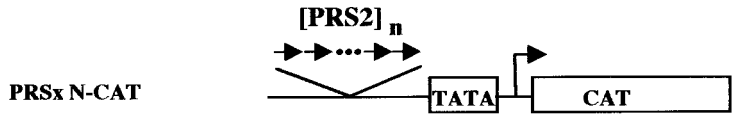 [PRS2] n
PRSx N-CAT
TATA
CAT